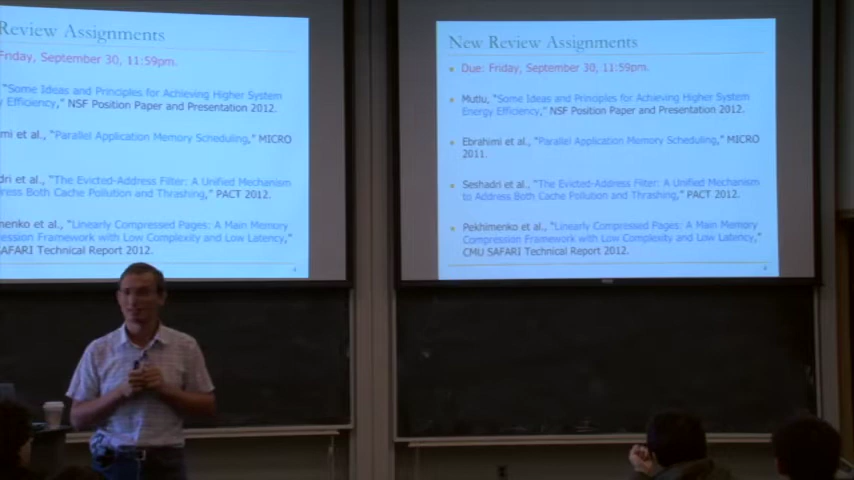 Review Assignments
Friday, September 30, 11:59pm.
"Some Ideas and Principles for Achieving Higher System
Efficiency," NSF Position Paper and Presentation 2012.
et al., "Parallel Application Memory Scheduling," MICRO
et al., "The Evicted-Address Filter: A Unified Mechanism
Both Cache Pollution and Thrashing," PACT 2012.
et al., "Linearly Compressed Pages: A Main Memory
Framework with Low Complexity and Low Latency,"
SAFARI Technical Report 2012.
New Review Assignments
Due: Friday, September 30, 11:59pm.
Mutlu, "Some Ideas and Principles for Achieving Higher System
Energy Efficiency," NSF Position Paper and Presentation 2012.
Ebrahimi et al., "Parallel Application Memory Scheduling," MICRO
2011.
Seshadri et al., "The Evicted-Address Filter: A Unified Mechanism
to Address Both Cache Pollution and Thrashing," PACT 2012.
Pekhimenko et al., "Linearly Compressed Pages: A Main Memory
Compression Framework with Low Complexity and Low Latency,"
CMU SAFARI Technical Report 2012.